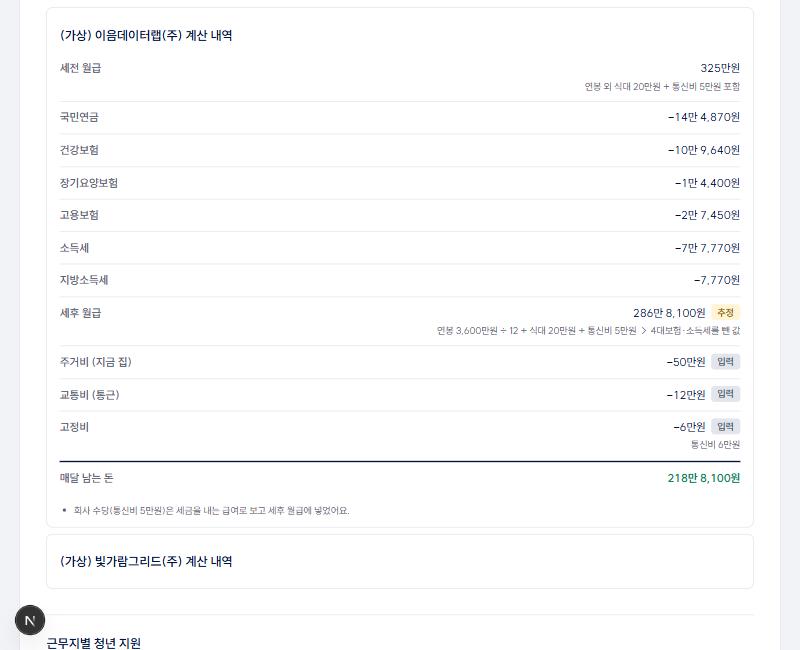 (가상) 이음데이터랩(주) 계산 내역
세전 월급 325만원
연봉 외 식대 20만원 + 통신비 5만원 포함
국민연금 −14만 4,870원
건강보험 −10만 9,640원
장기요양보험 −1만 4,400원
고용보험 −2만 7,450원
소득세 −7만 7,770원
지방소득세 −7,770원
세후 월급 286만 8,100원 추정
연봉 3,600만원 ÷ 12 + 식대 20만원 + 통신비 5만원 > 4대보험·소득세를 뺀 값
주거비 (지금 집) −50만원 입력
교통비 (통근) −12만원 입력
고정비 −6만원 입력
통신비 6만원
매달 남는 돈 218만 8,100원
• 회사 수당(통신비 5만원)은 세금을 내는 급여로 보고 세후 월급에 넣었어요.
(가상) 빛가람그리드(주) 계산 내역
N
근무지별 청년 지원